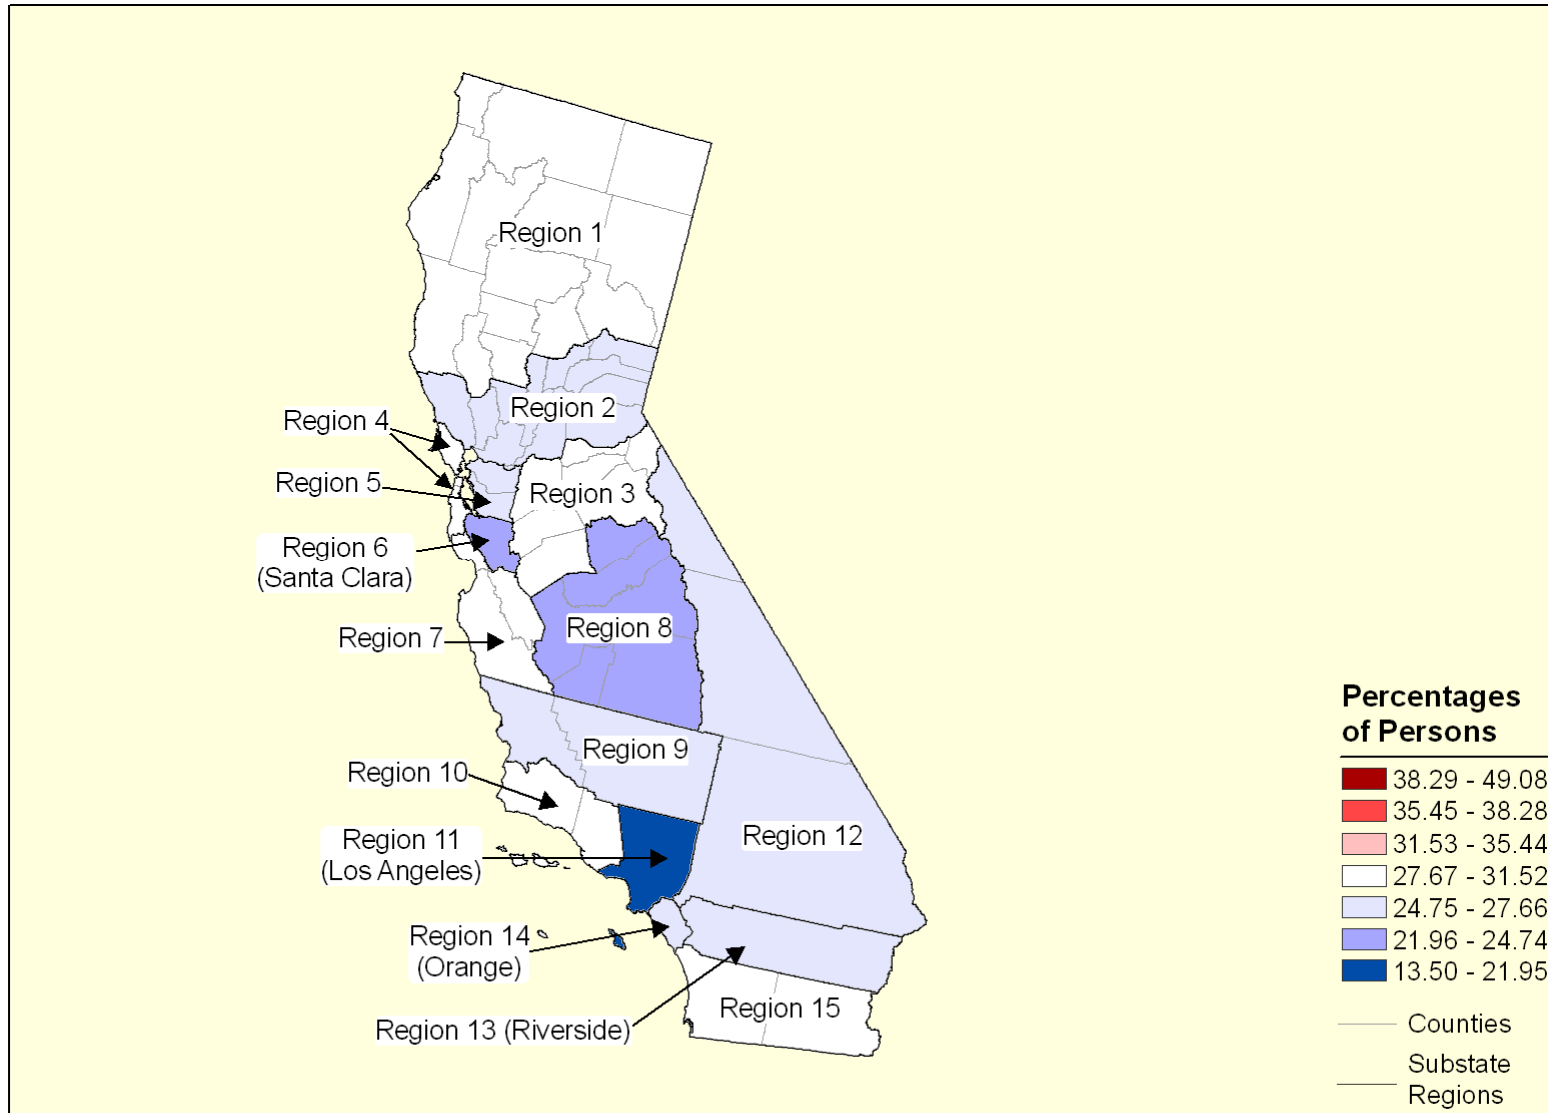 Region 1
Region 2
Region 4
Region 5
Region 3
Region 6
(Santa Clara)
Region 7
Region 8
Region 9
Region 10
Region 11
(Los Angeles)
Region 12
Region 14
(Orange)
Region 15
Region 13 (Riverside)
Percentages
of Persons
38.29 - 49.08
35.45 - 38.28
31.53 - 35.44
27.67 - 31.52
24.75 - 27.66
21.96 - 24.74
13.50 - 21.95
Counties
Substate
Regions